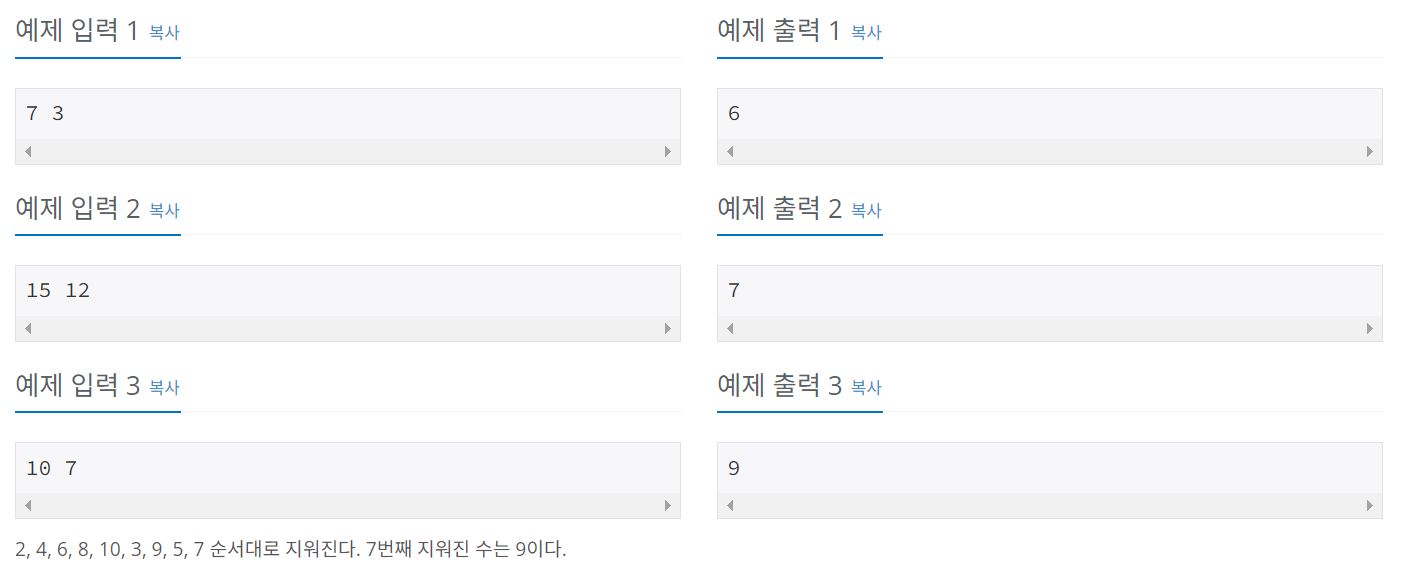 예제 입력 1 복사
예제 출력 1 복사
7 3
6
예제 입력 2 복사
예제 출력 2 복사
15 12
7
예제 입력 3 복사
예제 출력 3 복사
10 7
9
2, 4, 6, 8, 10, 3, 9, 5, 7 순서대로 지워진다. 7번째 지워진 수는 9이다.